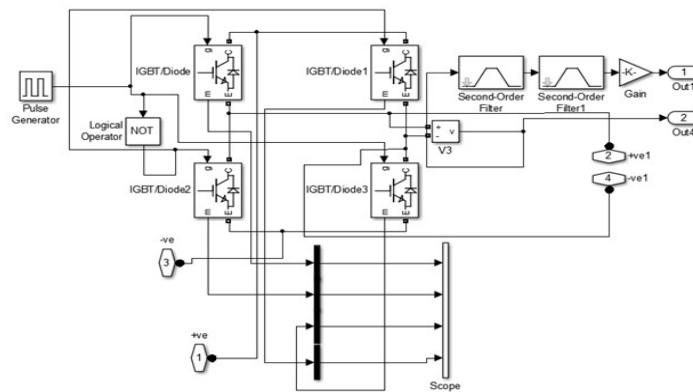 g
C
m
E
IGBT/Diode
g
C
m
E
IGBT/Diode1
Pulse
Generator
Logical
Operator
NOT
Second-Order
Filter
Second-Order
Filter1
-K-
Gain
1
Out1
2
Out4
+
-
v
V3
2
+ve1
4
-ve1
g
C
m
E
IGBT/Diode2
g
C
m
E
IGBT/Diode3
-ve
3
+ve
1
Scope